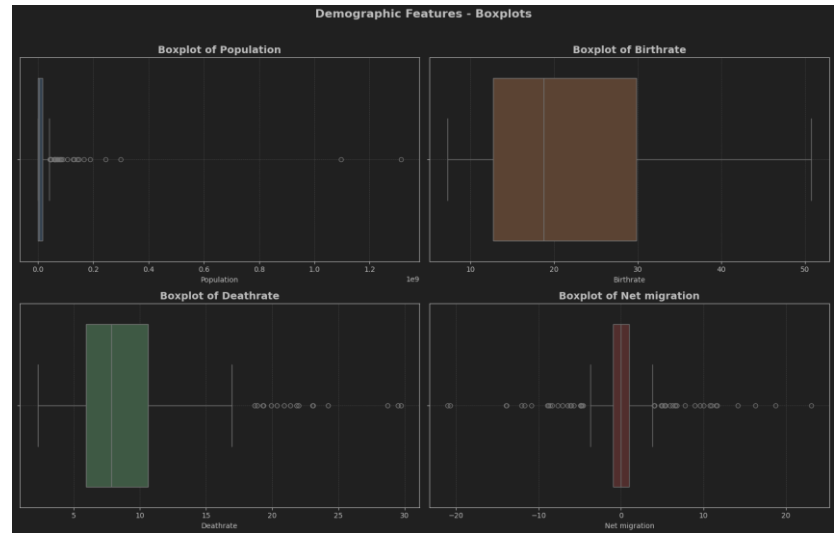 Demographic Features - Boxplots
Boxplot of Population
0.0 0.2 0.4 0.6 0.8 1.0 1.2
Population
1e9
Boxplot of Birthrate
10 20 30 40 50
Birthrate
Boxplot of Deathrate
5 10 15 20 25 30
Deathrate
Boxplot of Net migration
−20 −10 0 10 20
Net migration